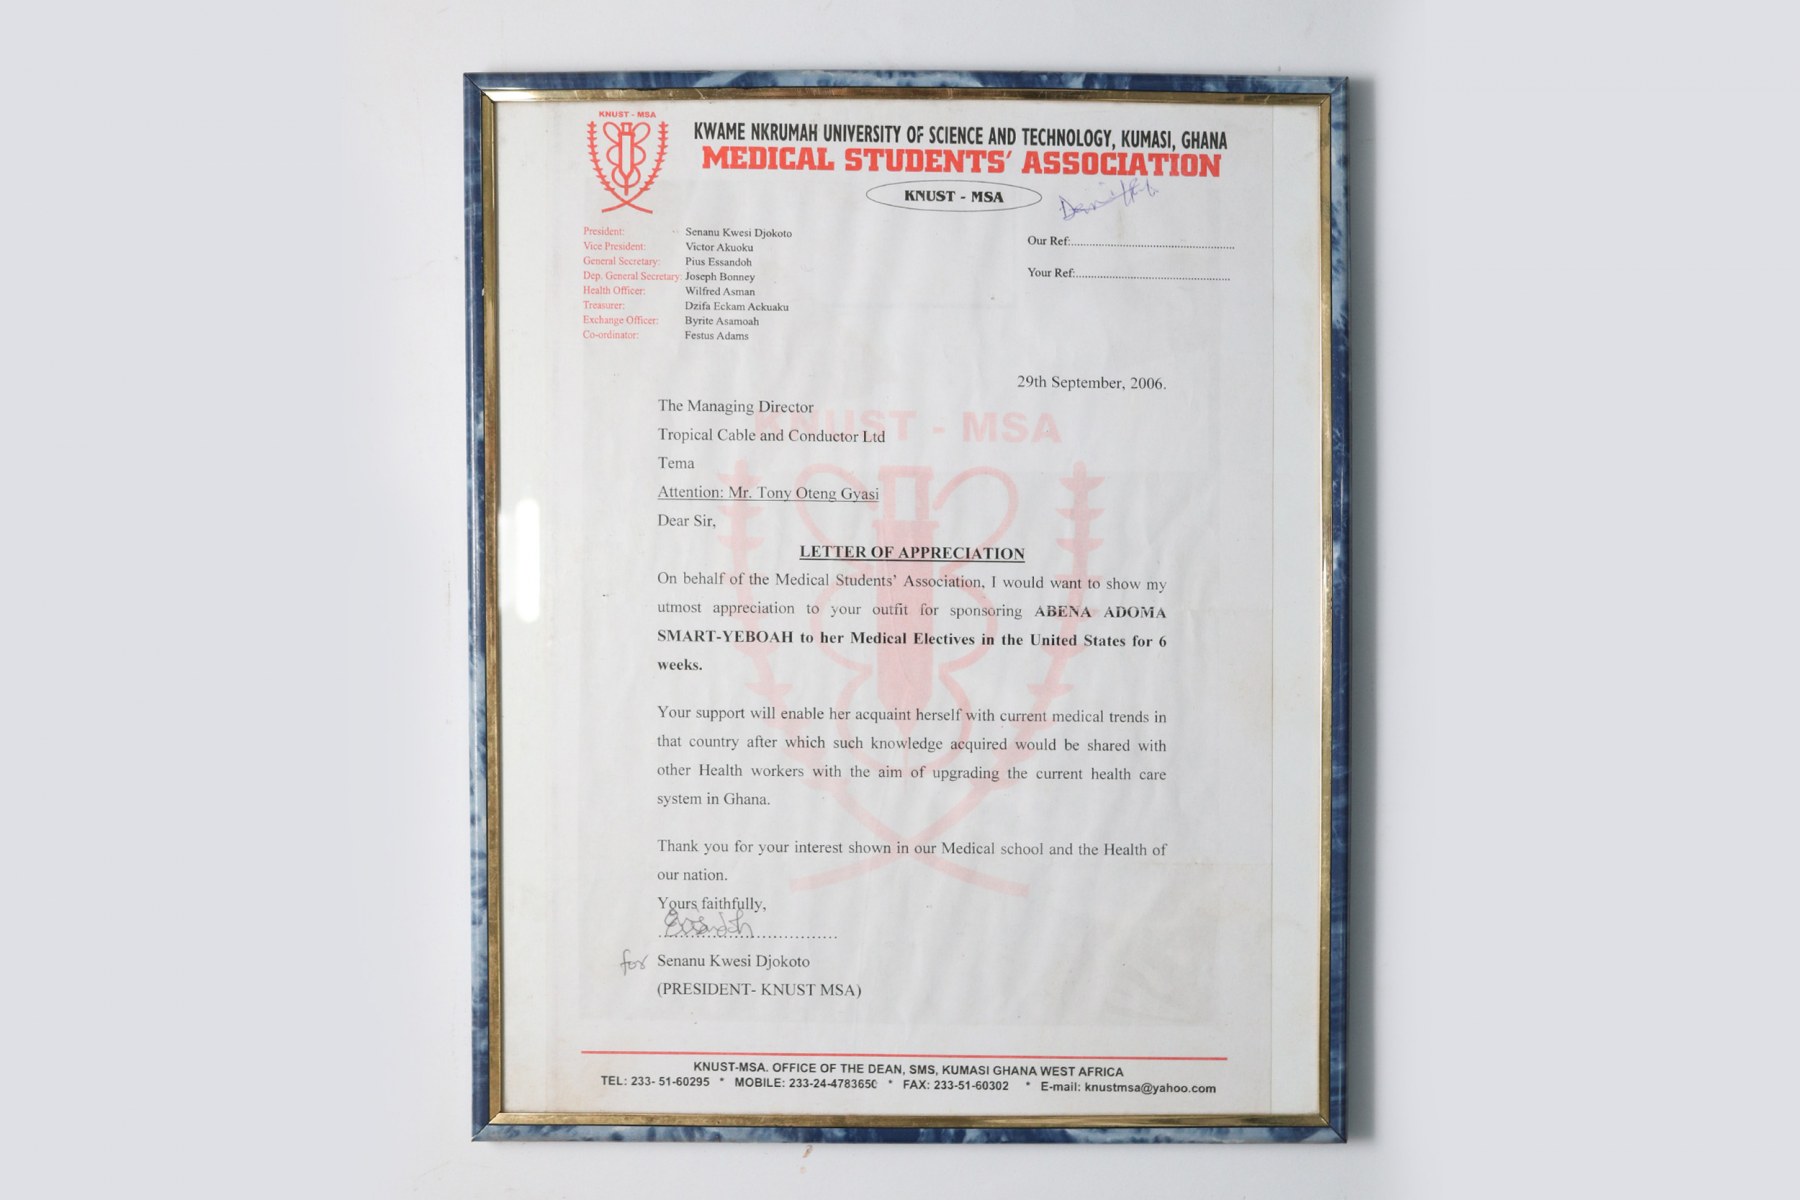 KNUST - MSA
KWAME NKRUMAH UNIVERSITY OF SCIENCE AND TECHNOLOGY, KUMASI, GHANA
MEDICAL STUDENTS' ASSOCIATION
KNUST - MSA
President: Senanu Kwesi Djokoto
Vice President: Victor Akuoku
General Secretary: Pius Essandoh
Dep. General Secretary: Joseph Bonney
Health Officer: Wilfred Asman
Treasurer: Dzifa Eckam Ackuaku
Exchange Officer: Byrite Asamoah
Co-ordinator: Festus Adams
Our Ref:
Your Ref:
29th September, 2006.
The Managing Director
Tropical Cable and Conductor Ltd
Tema
Attention: Mr. Tony Oteng Gyasi
Dear Sir,
KNUST - MSA
LETTER OF APPRECIATION
On behalf of the Medical Students' Association, I would want to show my
utmost appreciation to your outfit for sponsoring ABENA ADOMA
SMART-YEBOAH to her Medical Electives in the United States for 6
weeks.
Your support will enable her acquaint herself with current medical trends in
that country after which such knowledge acquired would be shared with
other Health workers with the aim of upgrading the current health care
system in Ghana.
Thank you for your interest shown in our Medical school and the Health of
our nation.
Yours faithfully,
for Senanu Kwesi Djokoto
(PRESIDENT- KNUST MSA)
KNUST-MSA. OFFICE OF THE DEAN, SMS, KUMASI GHANA WEST AFRICA
TEL: 233- 51-60295 * MOBILE: 233-24-4783650 * FAX: 233-51-60302 * E-mail: knustmsa@yahoo.com